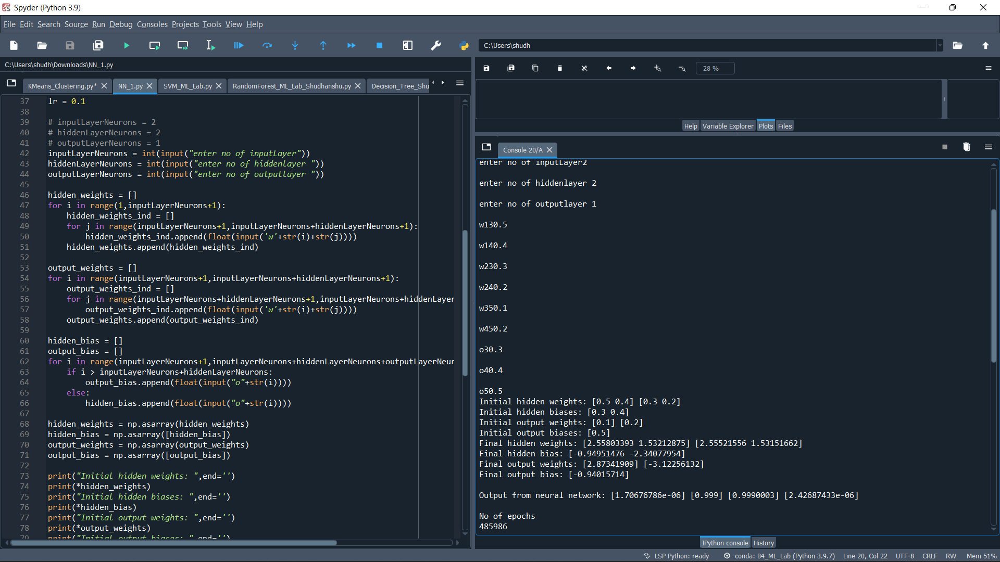 Spyder (Python 3.9)
File Edit Search Source Run Debug Consoles Projects Tools View Help
C:\Users\shudh
C:\Users\shudh\Downloads\NN_1.py
KMeans_Clustering.py* NN_1.py SVM_ML_Lab.py RandomForest_ML_Lab_Shudhanshu.py Decision_Tree_Shu
37 lr = 0.1
38
39 # inputLayerNeurons = 2
40 # hiddenLayerNeurons = 2
41 # outputLayerNeurons = 1
42 inputLayerNeurons = int(input("enter no of inputLayer"))
43 hiddenLayerNeurons = int(input("enter no of hiddenlayer "))
44 outputLayerNeurons = int(input("enter no of outputlayer "))
45
46 hidden_weights = []
47 for i in range(1,inputLayerNeurons+1):
48     hidden_weights_ind = []
49     for j in range(inputLayerNeurons+1,inputLayerNeurons+hiddenLayerNeurons+1):
50         hidden_weights_ind.append(float(input('w'+str(i)+str(j))))
51     hidden_weights.append(hidden_weights_ind)
52
53 output_weights = []
54 for i in range(inputLayerNeurons+1,inputLayerNeurons+hiddenLayerNeurons+1):
55     output_weights_ind = []
56     for j in range(inputLayerNeurons+hiddenLayerNeurons+1,inputLayerNeurons+hiddenLayer
57         output_weights_ind.append(float(input('w'+str(i)+str(j))))
58     output_weights.append(output_weights_ind)
59
60 hidden_bias = []
61 output_bias = []
62 for i in range(inputLayerNeurons+1,inputLayerNeurons+hiddenLayerNeurons+outputLayerNeur
63     if i > inputLayerNeurons+hiddenLayerNeurons:
64         output_bias.append(float(input("o"+str(i))))
65     else:
66         hidden_bias.append(float(input("o"+str(i))))
67
68 hidden_weights = np.asarray(hidden_weights)
69 hidden_bias = np.asarray([hidden_bias])
70 output_weights = np.asarray(output_weights)
71 output_bias = np.asarray([output_bias])
72
73 print("Initial hidden weights: ",end='')
74 print(*hidden_weights)
75 print("Initial hidden biases: ",end='')
76 print(*hidden_bias)
77 print("Initial output weights: ",end='')
78 print(*output_weights)
79 print("Initial output biases: ",end='')
28 %
Help Variable Explorer Plots Files
Console 20/A
enter no of inputLayer2
enter no of hiddenlayer 2
enter no of outputlayer 1
w130.5
w140.4
w230.3
w240.2
w350.1
w450.2
o30.3
o40.4
o50.5
Initial hidden weights: [0.5 0.4] [0.3 0.2]
Initial hidden biases: [0.3 0.4]
Initial output weights: [0.1] [0.2]
Initial output biases: [0.5]
Final hidden weights: [2.55803393 1.53212875] [2.55521556 1.53151662]
Final hidden bias: [-0.94951476 -2.34077954]
Final output weights: [2.87341909] [-3.12256132]
Final output bias: [-0.94015714]
Output from neural network: [1.70676786e-06] [0.999] [0.9990003] [2.42687433e-06]
No of epochs
485986
IPython console History
LSP Python: ready conda: B4_ML_Lab (Python 3.9.7) Line 20, Col 22 UTF-8 CRLF RW Mem 51%